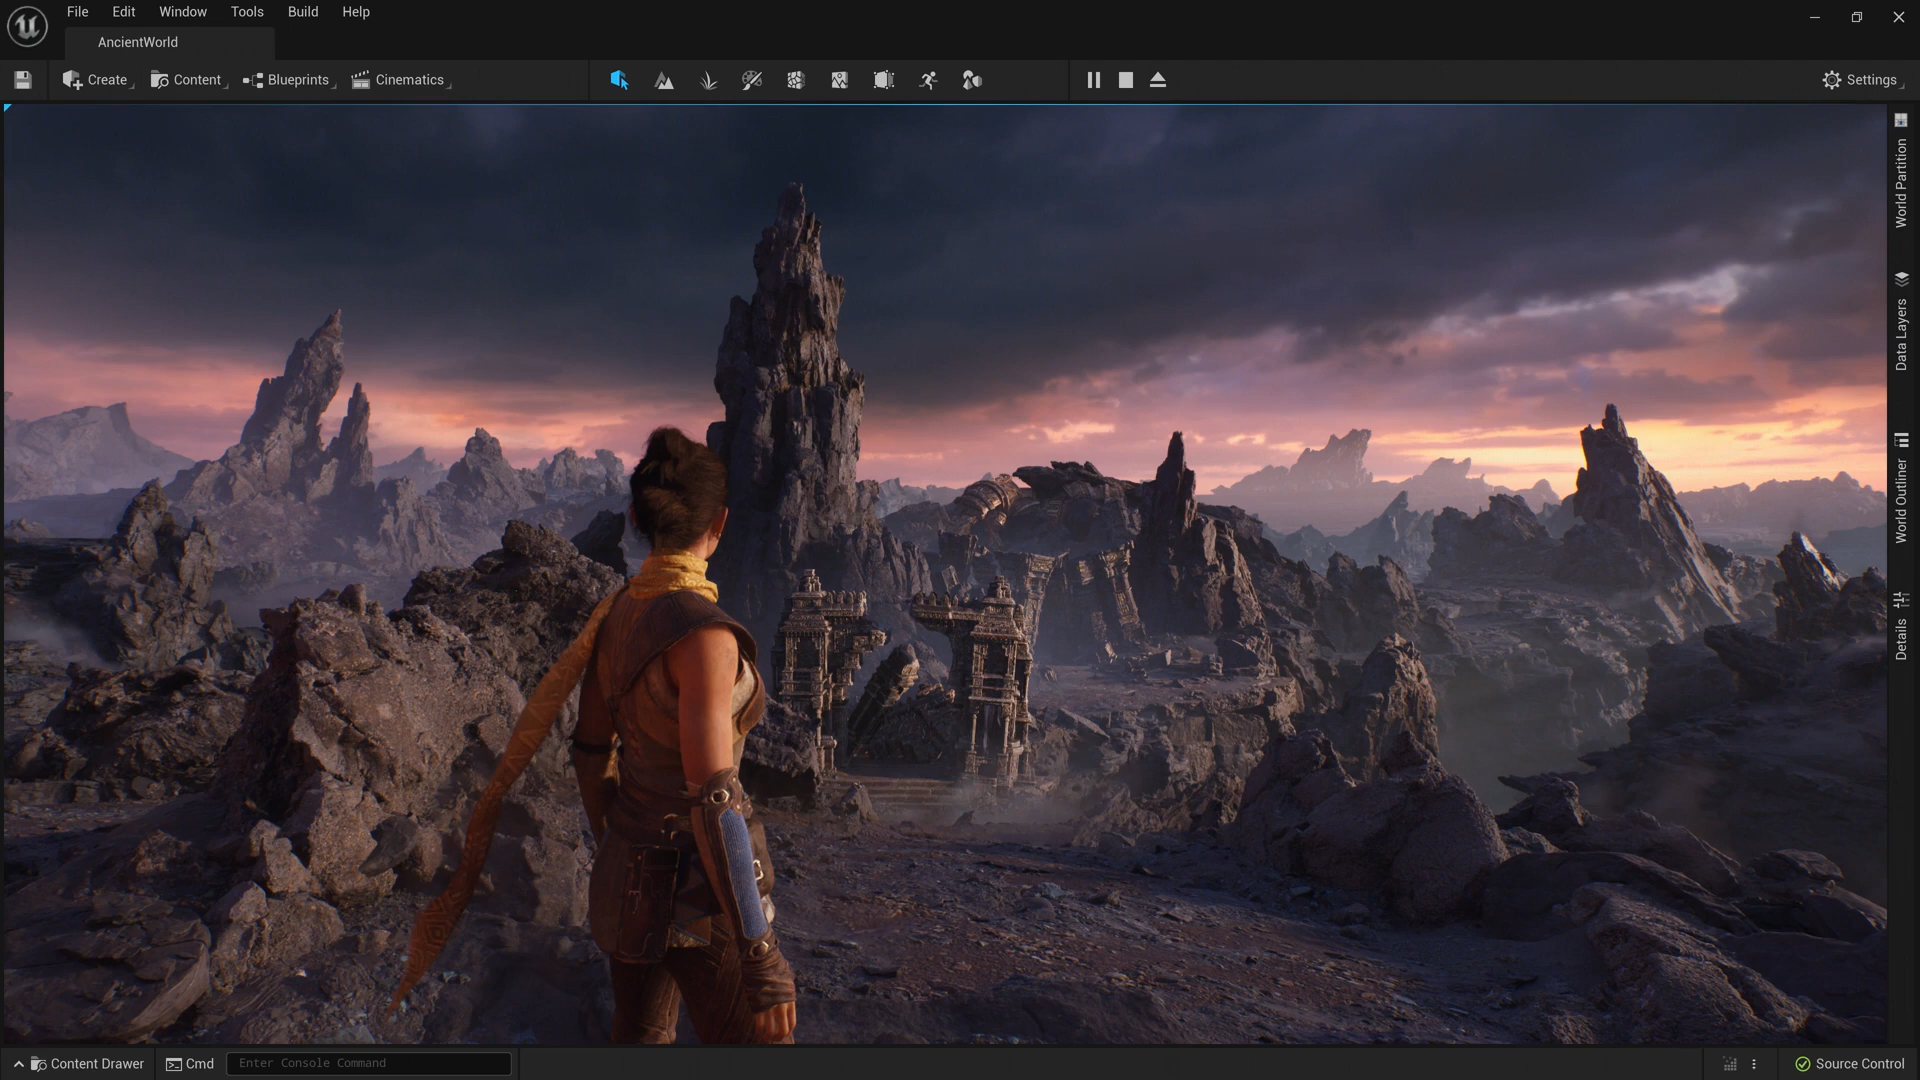 File Edit Window Tools Build Help
AncientWorld
Create Content Blueprints Cinematics Settings
World Partition
Data Layers
World Outliner
Details
Content Drawer Cmd Enter Console Command Source Control